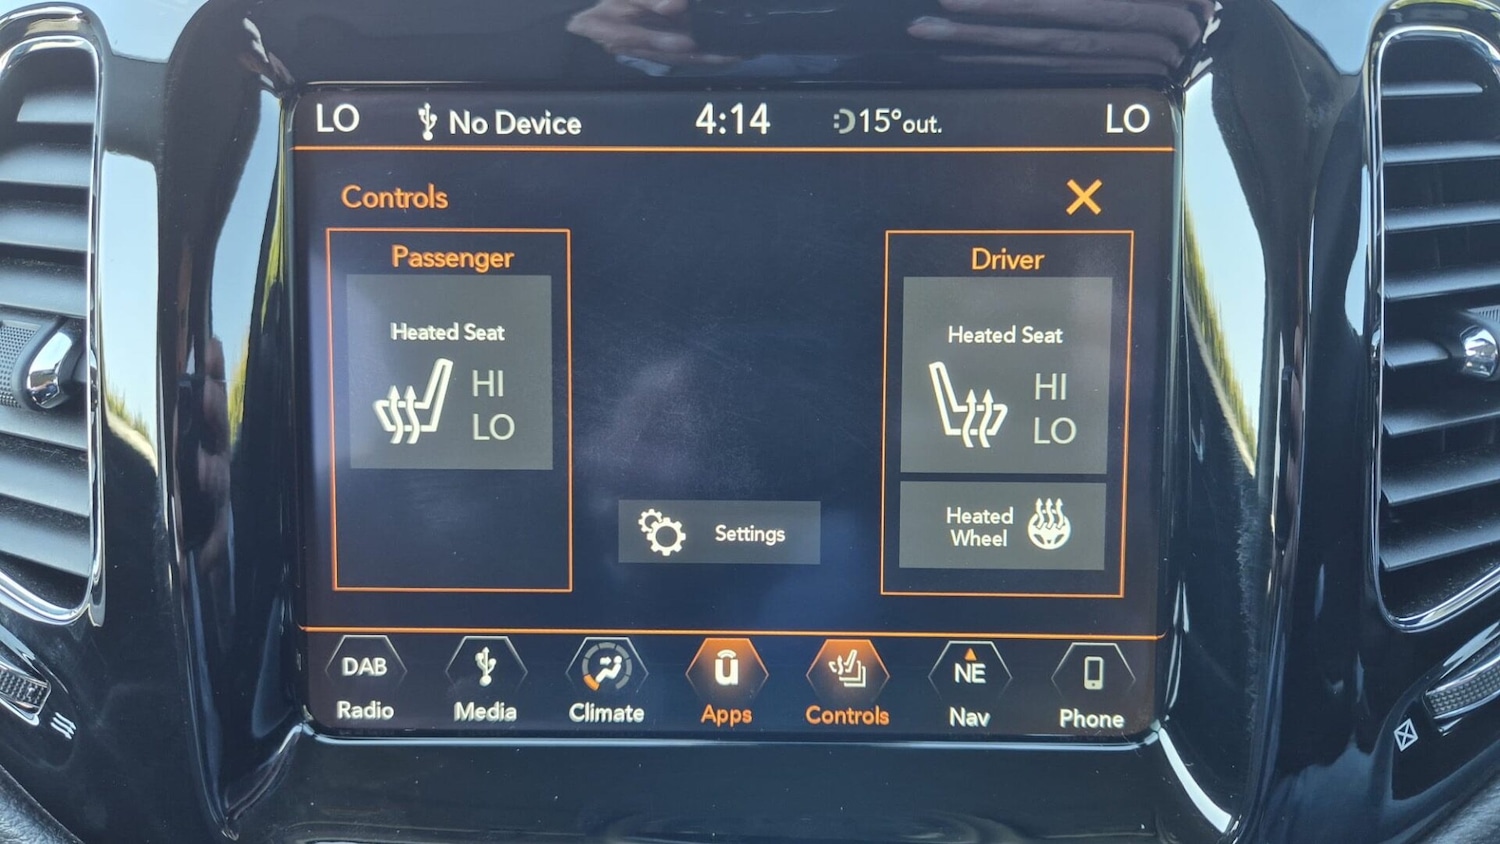 LO No Device 4:14 15°out. LO
Controls
Passenger
Heated Seat
HI
LO
Driver
Heated Seat
HI
LO
Heated
Wheel
Settings
DAB
Radio
Media
Climate
u
Apps
Controls
NE
Nav
Phone